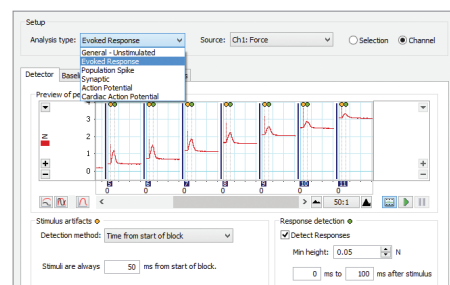 Setup
Analysis type: Evoked Response Source: Ch1: Force Selection Channel
General - Unstimulated
Evoked Response
Population Spike
Synaptic
Action Potential
Cardiac Action Potential
Detector
Preview of
4
3
2
1
0
N
5 6 7 8 9 10 11
0 0 0 0 0 0 0
50:1
Stimulus artifacts
Detection method: Time from start of block
Stimuli are always 50 ms from start of block.
Response detection
Detect Responses
Min height: 0.05 N
0 ms to 100 ms after stimulus